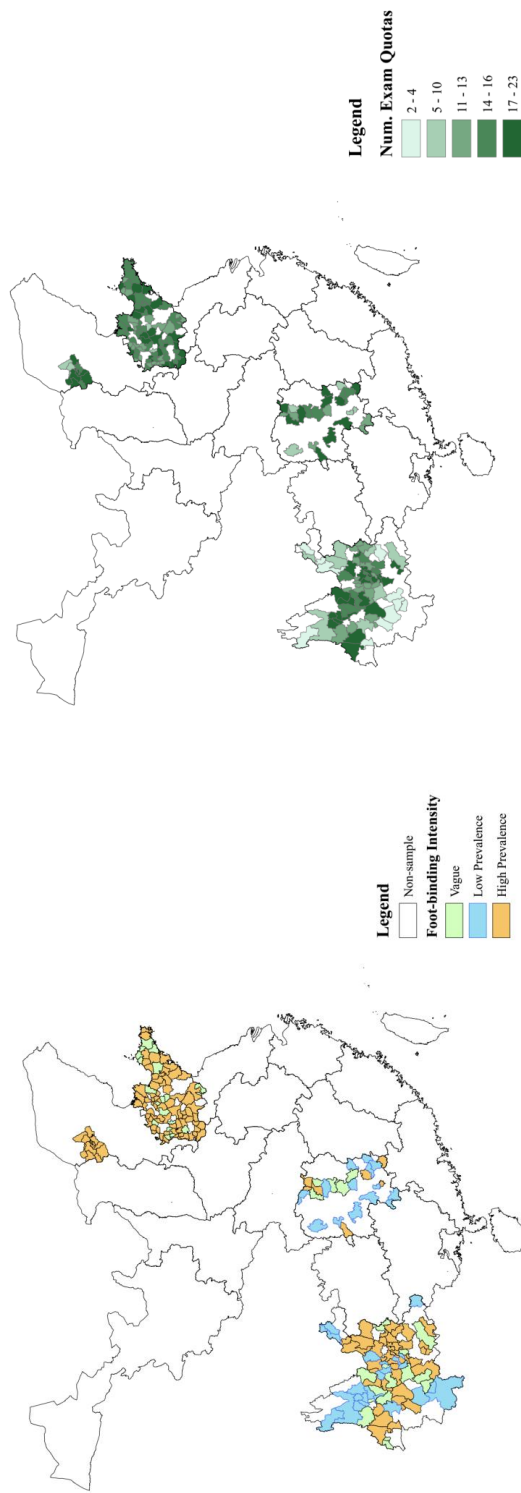 Legend
Non-sample
Foot-binding Intensity
Vague
Low Prevalence
High Prevalence
Legend
Num. Exam Quotas
2 - 4
5 - 10
11 - 13
14 - 16
17 - 23